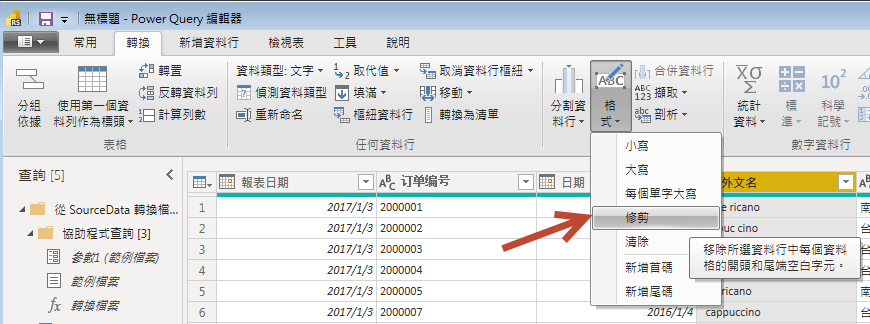 無標題 - Power Query 編輯器
常用 轉換 新增資料行 檢視表 工具 說明
分組
依據
使用第一個資
料列作為標頭
轉置
反轉資料列
計算列數
表格
資料類型: 文字
偵測資料類型
重新命名
取代值
填滿
樞紐資料行
取消資料行樞紐
移動
轉換為清單
任何資料行
分割資
料行
格
式
合併資料行
擷取
剖析
統計
資料
標
準
科學
記號
數字資料行
小寫
大寫
每個單字大寫
修剪
清除
新增首碼
新增尾碼
移除所選資料行中每個資料
格的開頭和尾端空白字元。
查詢 [5]
從 SourceData 轉換檔...
協助程式查詢 [3]
參數1 (範例檔案)
範例檔案
轉換檔案
報表日期 订单编号 日期 外文名
1 2017/1/3 2000001 ricano
2 2017/1/3 2000002 cino
3 2017/1/3 2000003
4 2017/1/3 2000004
5 2017/1/3 2000005 ricano
6 2017/1/3 2000007 2016/1/4 cappuccino